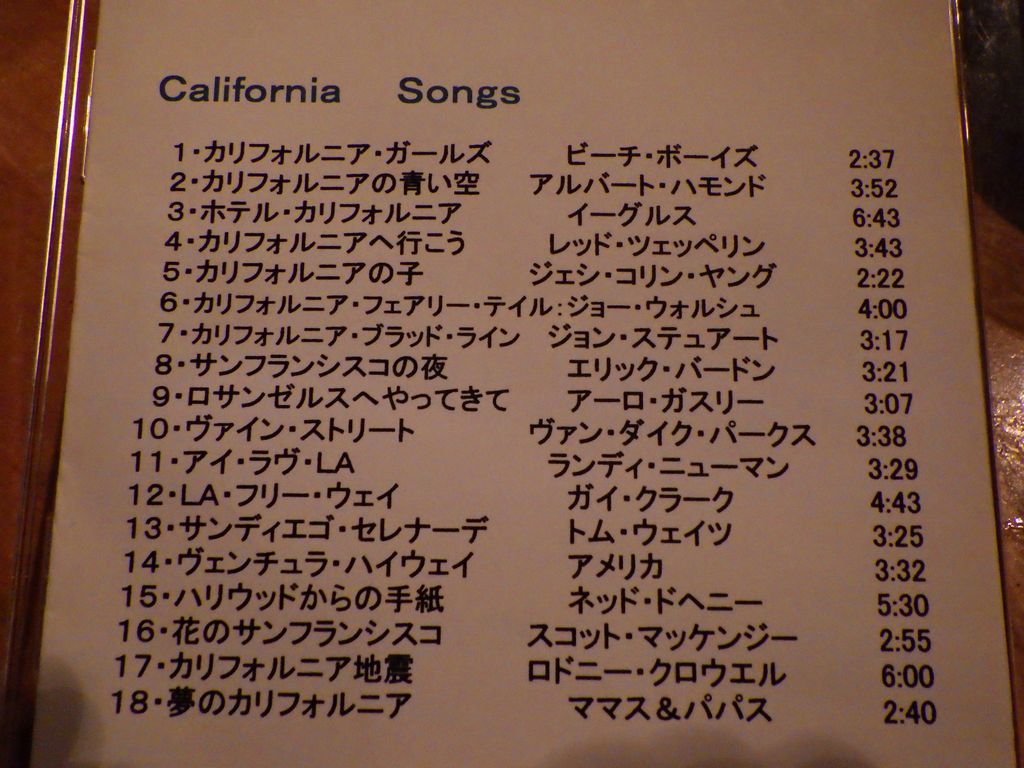 California Songs
1・カリフォルニア・ガールズ ビーチ・ボーイズ 2:37
2・カリフォルニアの青い空 アルバート・ハモンド 3:52
3・ホテル・カリフォルニア イーグルス 6:43
4・カリフォルニアへ行こう レッド・ツェッペリン 3:43
5・カリフォルニアの子 ジェシ・コリン・ヤング 2:22
6・カリフォルニア・フェアリー・テイル:ジョー・ウォルシュ 4:00
7・カリフォルニア・ブラッド・ライン ジョン・ステュアート 3:17
8・サンフランシスコの夜 エリック・バードン 3:21
9・ロサンゼルスへやってきて アーロ・ガスリー 3:07
10・ヴァイン・ストリート ヴァン・ダイク・パークス 3:38
11・アイ・ラヴ・LA ランディ・ニューマン 3:29
12・LA・フリー・ウェイ ガイ・クラーク 4:43
13・サンディエゴ・セレナーデ トム・ウェイツ 3:25
14・ヴェンチュラ・ハイウェイ アメリカ 3:32
15・ハリウッドからの手紙 ネッド・ドヘニー 5:30
16・花のサンフランシスコ スコット・マッケンジー 2:55
17・カリフォルニア地震 ロドニー・クロウエル 6:00
18・夢のカリフォルニア ママス&パパス 2:40